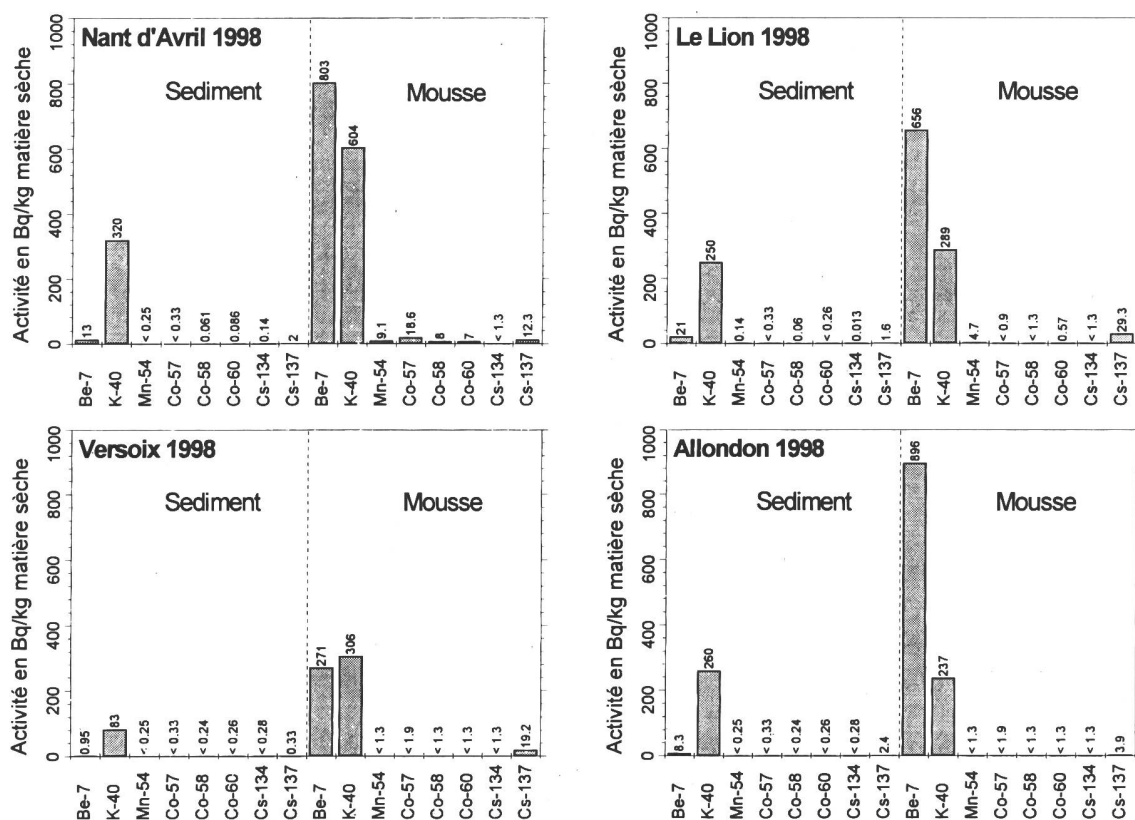 Nant d'Avril 1998
Sediment
Mousse
Activité en Bq/kg matière sèche
1000
800
600
400
200
0
13
320
< 0.25
< 0.33
0.061
0.086
0.14
2
803
604
9.1
18.6
8
7
< 1.3
12.3
Be-7
K-40
Mn-54
Co-57
Co-58
Co-60
Cs-134
Cs-137
Be-7
K-40
Mn-54
Co-57
Co-58
Co-60
Cs-134
Cs-137
Le Lion 1998
Sediment
Mousse
Activité en Bq/kg matière sèche
1000
800
600
400
200
0
21
250
0.14
< 0.33
0.06
< 0.26
0.013
1.6
656
289
4.7
< 0.9
< 1.3
0.57
< 1.3
29.3
Be-7
K-40
Mn-54
Co-57
Co-58
Co-60
Cs-134
Cs-137
Be-7
K-40
Mn-54
Co-57
Co-58
Co-60
Cs-134
Cs-137
Versoix 1998
Sediment
Mousse
Activité en Bq/kg matière sèche
1000
800
600
400
200
0
0.95
83
< 0.25
< 0.33
< 0.24
< 0.26
< 0.28
0.33
271
306
< 1.3
< 1.9
< 1.3
< 1.3
< 1.3
19.2
Be-7
K-40
Mn-54
Co-57
Co-58
Co-60
Cs-134
Cs-137
Be-7
K-40
Mn-54
Co-57
Co-58
Co-60
Cs-134
Cs-137
Allondon 1998
Sediment
Mousse
Activité en Bq/kg matière sèche
1000
800
600
400
200
0
8.3
260
< 0.25
< 0.33
< 0.24
< 0.26
< 0.28
2.4
896
237
< 1.3
< 1.9
< 1.3
< 1.3
< 1.3
3.9
Be-7
K-40
Mn-54
Co-57
Co-58
Co-60
Cs-134
Cs-137
Be-7
K-40
Mn-54
Co-57
Co-58
Co-60
Cs-134
Cs-137